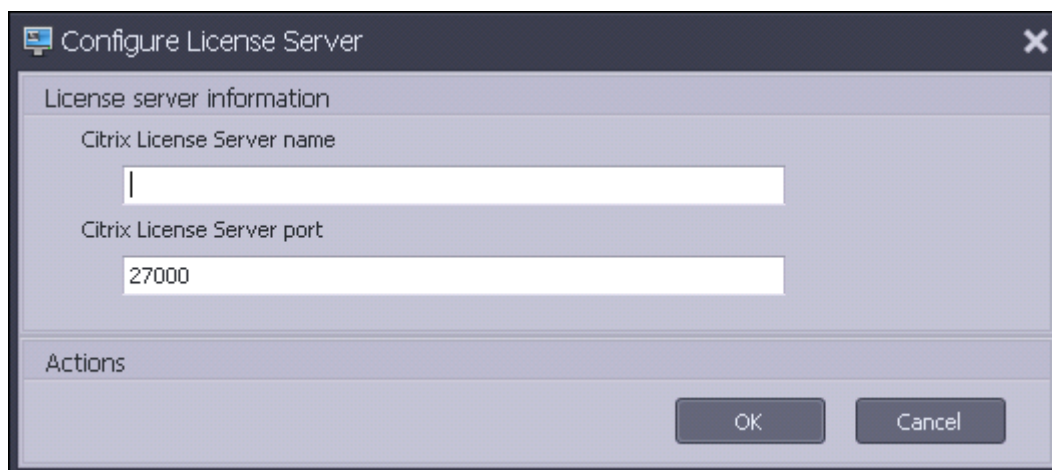 Configure License Server
License server information
Citrix License Server name
Citrix License Server port
27000
Actions
OK Cancel